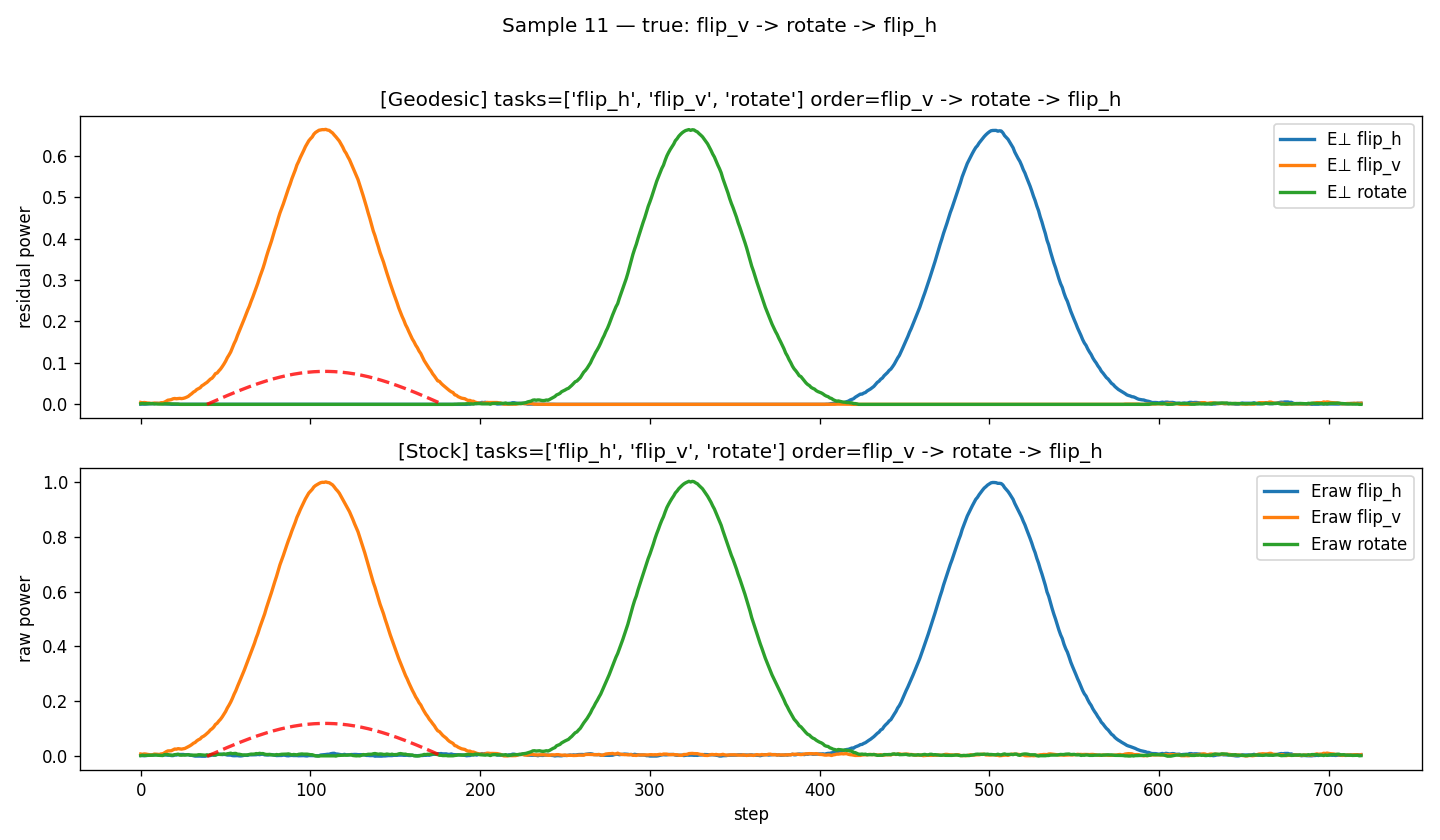 Sample 11 — true: flip_v -> rotate -> flip_h
[Geodesic] tasks=['flip_h', 'flip_v', 'rotate'] order=flip_v -> rotate -> flip_h
residual power
0.6
0.5
0.4
0.3
0.2
0.1
0.0
E⊥ flip_h
E⊥ flip_v
E⊥ rotate
[Stock] tasks=['flip_h', 'flip_v', 'rotate'] order=flip_v -> rotate -> flip_h
raw power
1.0
0.8
0.6
0.4
0.2
0.0
Eraw flip_h
Eraw flip_v
Eraw rotate
0 100 200 300 400 500 600 700
step